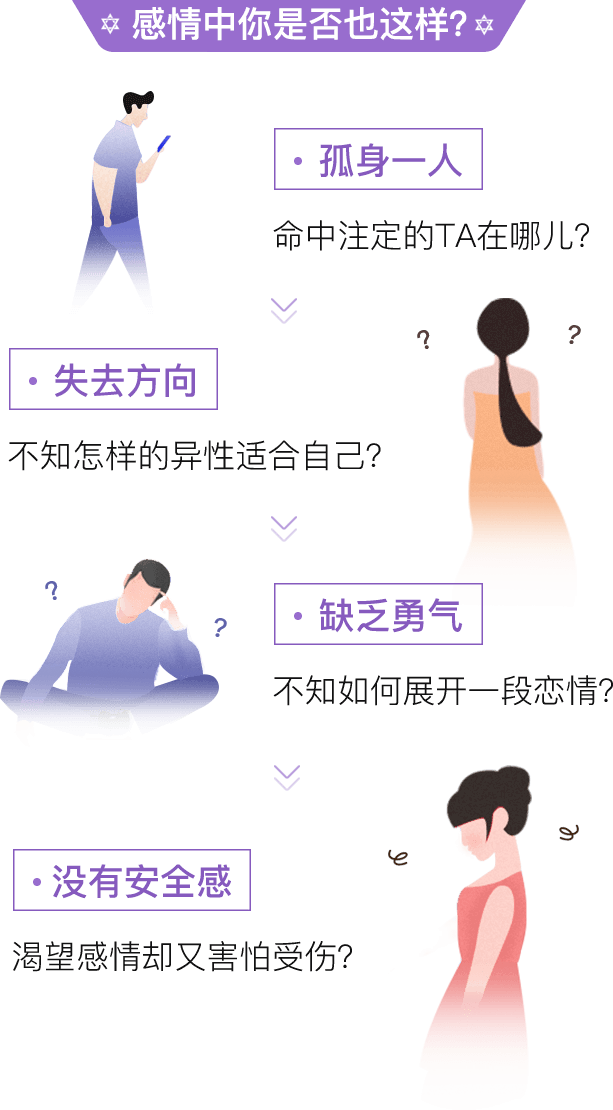 感情中你是否也这样?
· 孤身一人
命中注定的TA在哪儿?
? ?
· 失去方向
不知怎样的异性适合自己?
?
· 缺乏勇气
?
不知如何展开一段恋情?
· 没有安全感
渴望感情却又害怕受伤?